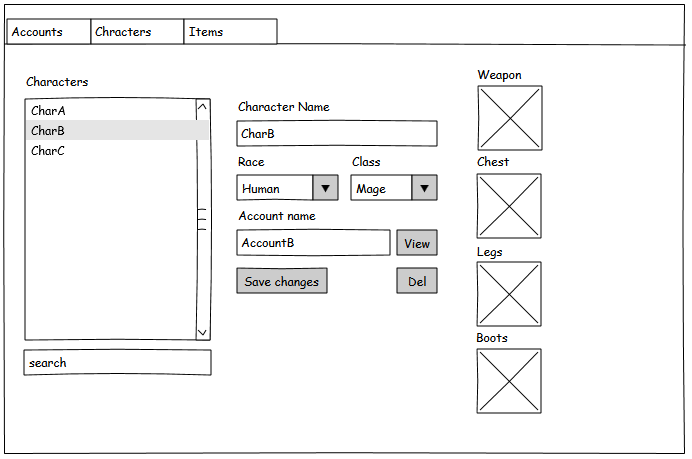 Accounts
Chracters
Items
Characters
CharA
CharB
CharC
search
Character Name
CharB
Race
Class
Human
Mage
Account name
AccountB
View
Save changes
Del
Weapon
Chest
Legs
Boots